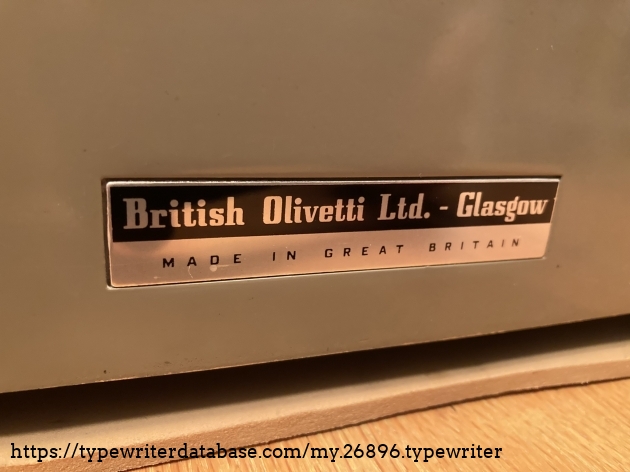 British Olivetti Ltd. - Glasgow
MADE IN GREAT BRITAIN
https://typewriterdatabase.com/my.26896.typewriter